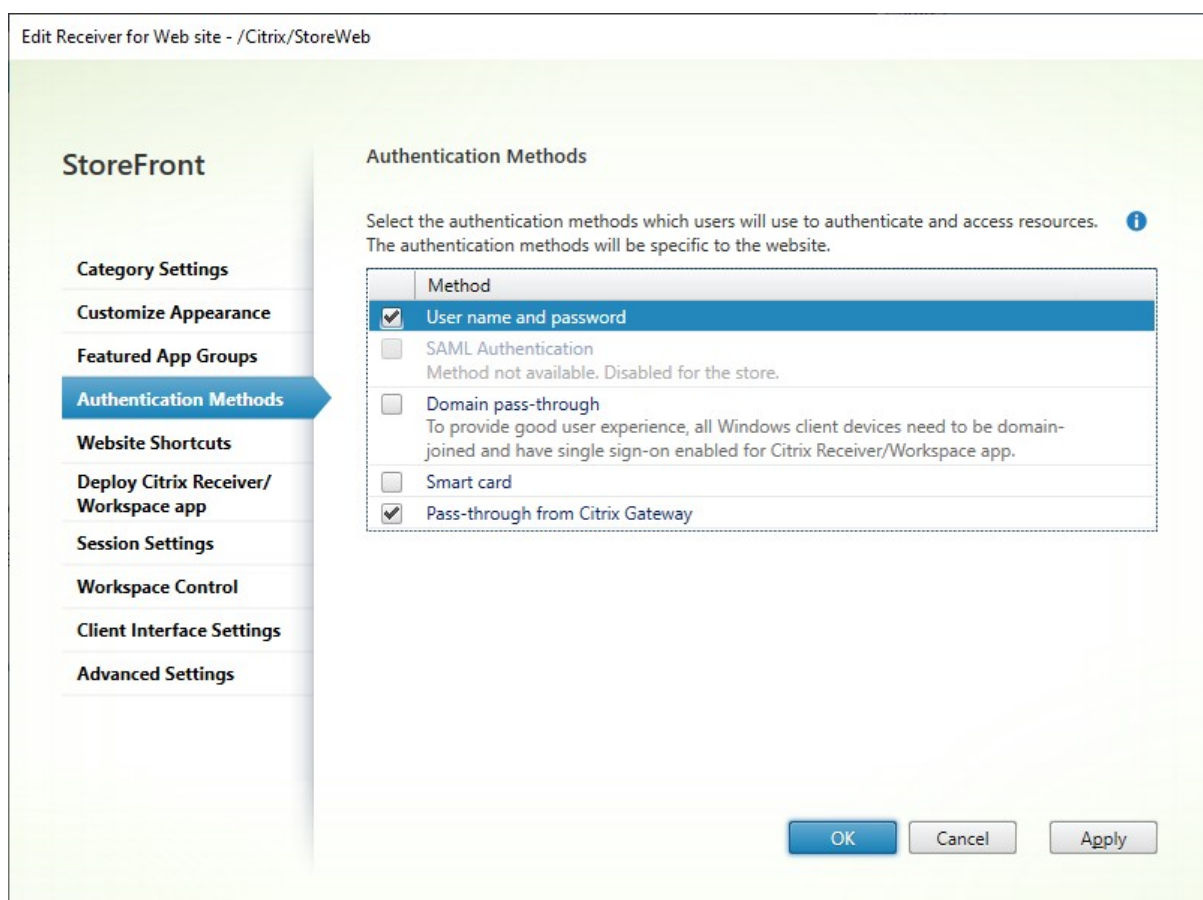 Edit Receiver for Web site - /Citrix/StoreWeb
StoreFront
Category Settings
Customize Appearance
Featured App Groups
Authentication Methods
Website Shortcuts
Deploy Citrix Receiver/
Workspace app
Session Settings
Workspace Control
Client Interface Settings
Advanced Settings
Authentication Methods
Select the authentication methods which users will use to authenticate and access resources.
The authentication methods will be specific to the website.
Method
User name and password
SAML Authentication
Method not available. Disabled for the store.
Domain pass-through
To provide good user experience, all Windows client devices need to be domain-
joined and have single sign-on enabled for Citrix Receiver/Workspace app.
Smart card
Pass-through from Citrix Gateway
OK
Cancel
Apply